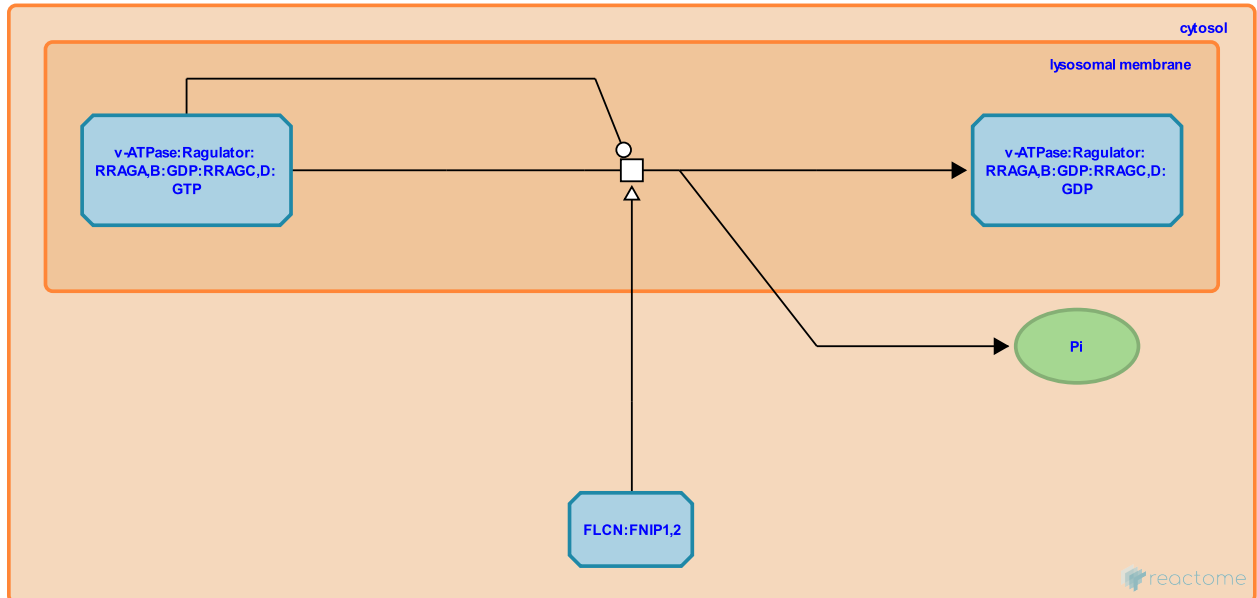 cytosol
lysosomal membrane
v-ATPase:Ragulator:
RRAGA,B:GDP:RRAGC,D:
GTP
v-ATPase:Ragulator:
RRAGA,B:GDP:RRAGC,D:
GDP
Pi
FLCN:FNIP1,2
reactome